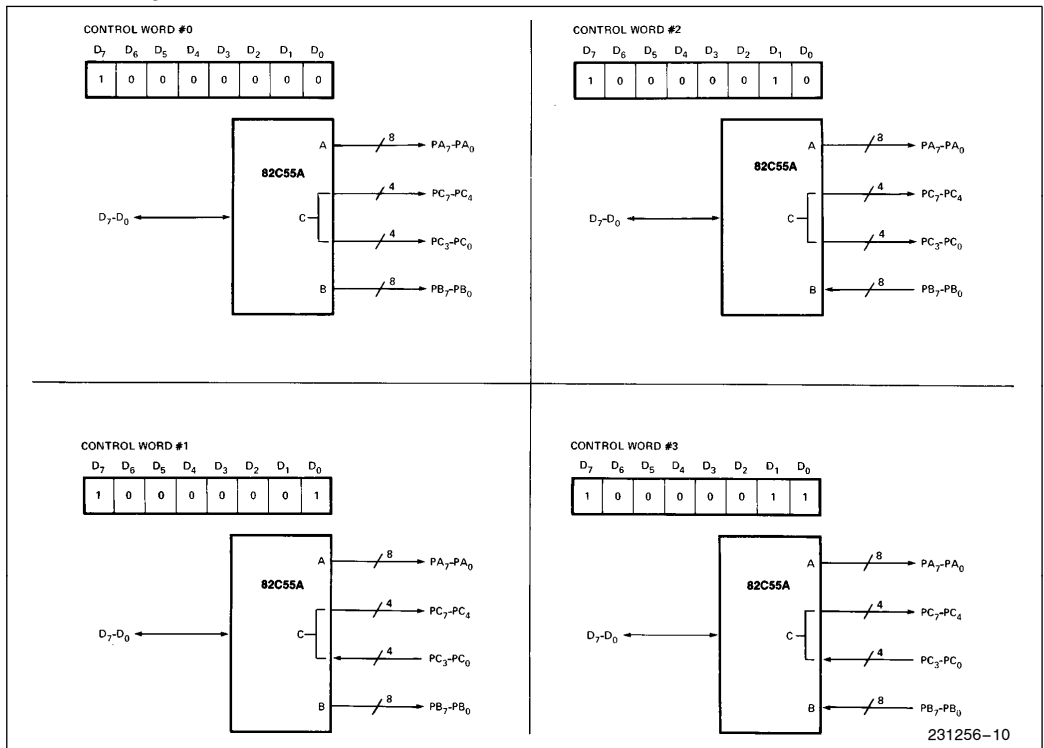 CONTROL WORD #0
D7 D6 D5 D4 D3 D2 D1 D0
1 0 0 0 0 0 0 0
A 8 PA7-PA0
82C55A
4 PC7-PC4
D7-D0 C
4 PC3-PC0
B 8 PB7-PB0
CONTROL WORD #2
D7 D6 D5 D4 D3 D2 D1 D0
1 0 0 0 0 0 1 0
A 8 PA7-PA0
82C55A
4 PC7-PC4
D7-D0 C
4 PC3-PC0
B 8 PB7-PB0
CONTROL WORD #1
D7 D6 D5 D4 D3 D2 D1 D0
1 0 0 0 0 0 0 1
A 8 PA7-PA0
82C55A
4 PC7-PC4
D7-D0 C
4 PC3-PC0
B 8 PB7-PB0
CONTROL WORD #3
D7 D6 D5 D4 D3 D2 D1 D0
1 0 0 0 0 0 1 1
A 8 PA7-PA0
82C55A
4 PC7-PC4
D7-D0 C
4 PC3-PC0
B 8 PB7-PB0
231256–10